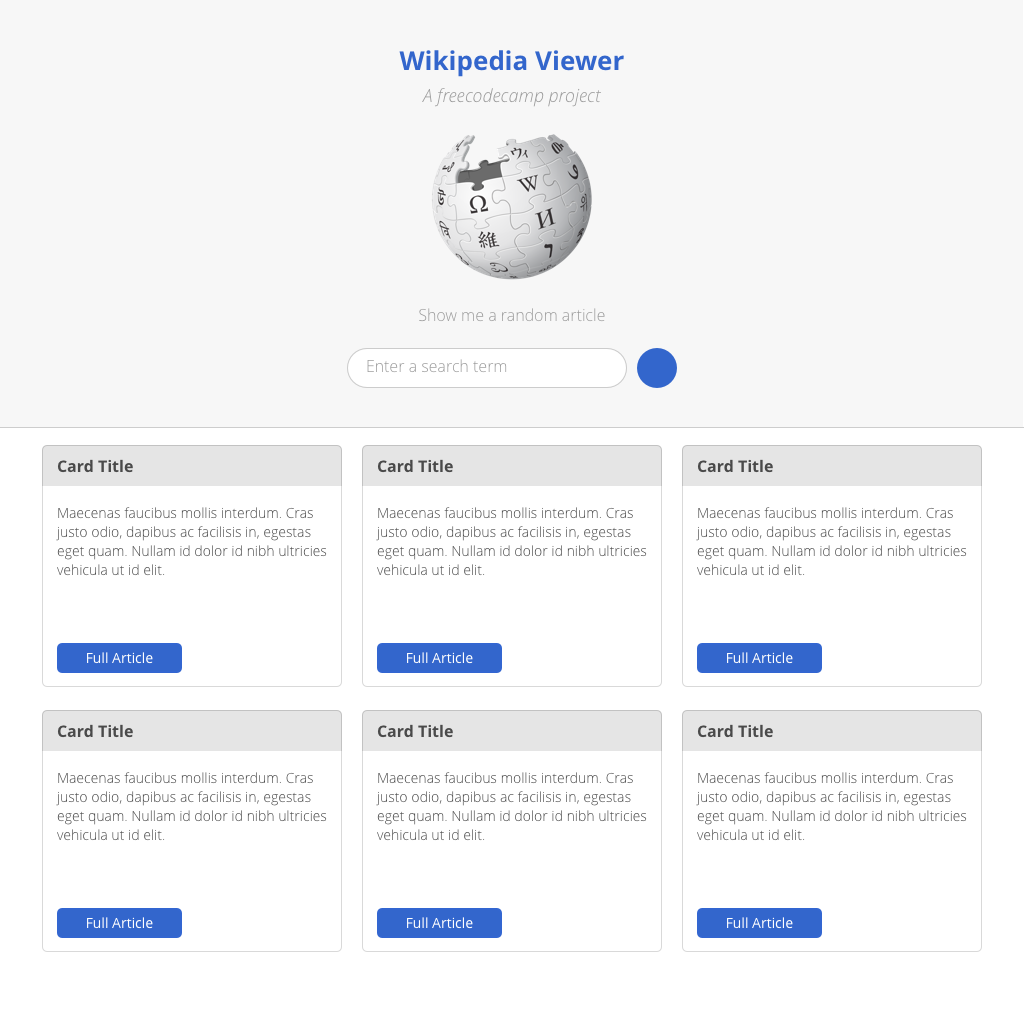 Wikipedia Viewer
A freecodecamp project
ウィ
W
Ω
И
維
Show me a random article
Enter a search term
Card Title
Maecenas faucibus mollis interdum. Cras
justo odio, dapibus ac facilisis in, egestas
eget quam. Nullam id dolor id nibh ultricies
vehicula ut id elit.
Full Article
Card Title
Maecenas faucibus mollis interdum. Cras
justo odio, dapibus ac facilisis in, egestas
eget quam. Nullam id dolor id nibh ultricies
vehicula ut id elit.
Full Article
Card Title
Maecenas faucibus mollis interdum. Cras
justo odio, dapibus ac facilisis in, egestas
eget quam. Nullam id dolor id nibh ultricies
vehicula ut id elit.
Full Article
Card Title
Maecenas faucibus mollis interdum. Cras
justo odio, dapibus ac facilisis in, egestas
eget quam. Nullam id dolor id nibh ultricies
vehicula ut id elit.
Full Article
Card Title
Maecenas faucibus mollis interdum. Cras
justo odio, dapibus ac facilisis in, egestas
eget quam. Nullam id dolor id nibh ultricies
vehicula ut id elit.
Full Article
Card Title
Maecenas faucibus mollis interdum. Cras
justo odio, dapibus ac facilisis in, egestas
eget quam. Nullam id dolor id nibh ultricies
vehicula ut id elit.
Full Article